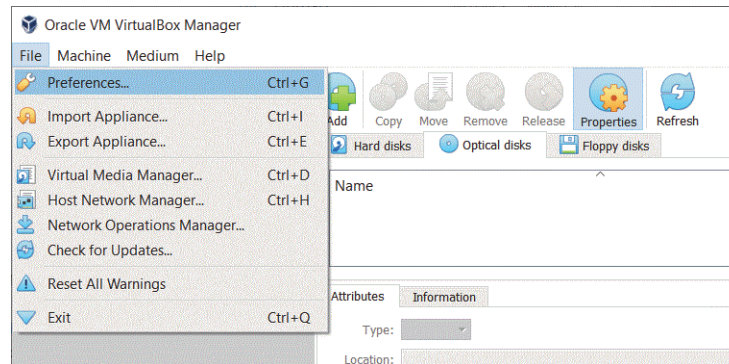 Oracle VM VirtualBox Manager
File Machine Medium Help
Preferences... Ctrl+G
Import Appliance... Ctrl+I
Export Appliance... Ctrl+E
Virtual Media Manager... Ctrl+D
Host Network Manager... Ctrl+H
Network Operations Manager...
Check for Updates...
Reset All Warnings
Exit Ctrl+Q
Add Copy Move Remove Release Properties Refresh
Hard disks Optical disks Floppy disks
Name
Attributes Information
Type:
Location: